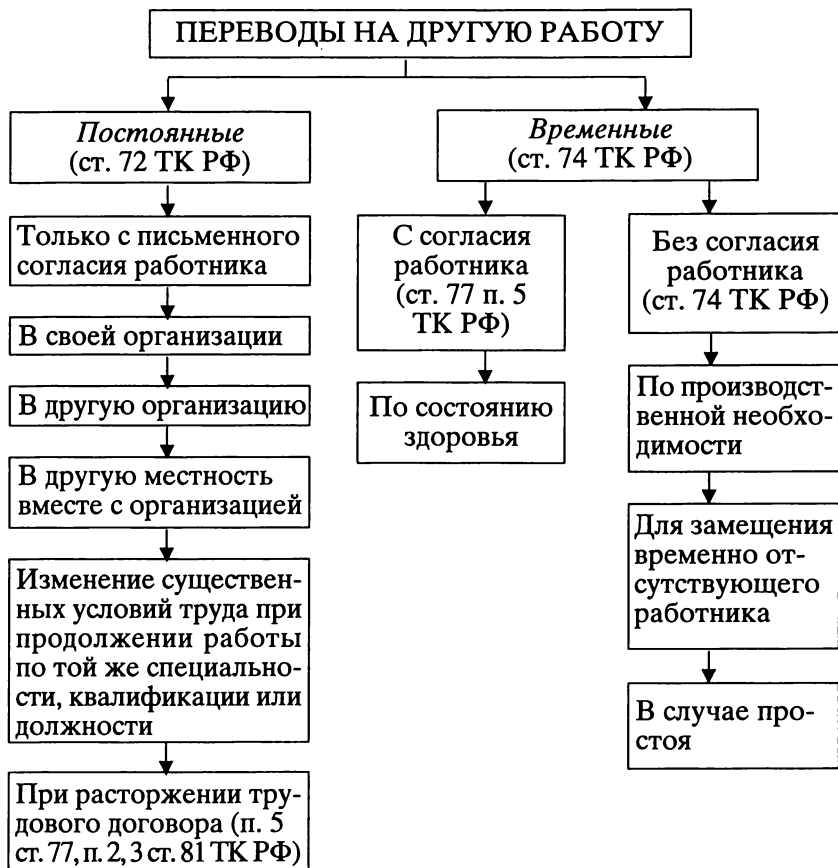 ПЕРЕВОДЫ НА ДРУГУЮ РАБОТУ
Постоянные
(ст. 72 ТК РФ)
Только с письменного
согласия работника
В своей организации
В другую организацию
В другую местность
вместе с организацией
Изменение существен-
ных условий труда при
продолжении работы
по той же специально-
сти, квалификации или
должности
При расторжении тру-
дового договора (п. 5
ст. 77, п. 2, 3 ст. 81 ТК РФ)
Временные
(ст. 74 ТК РФ)
С согласия
работника
(ст. 77 п. 5
ТК РФ)
По состоянию
здоровья
Без согласия
работника
(ст. 74 ТК РФ)
По производст-
венной необхо-
димости
Для замещения
временно от-
сутствующего
работника
В случае про-
стоя